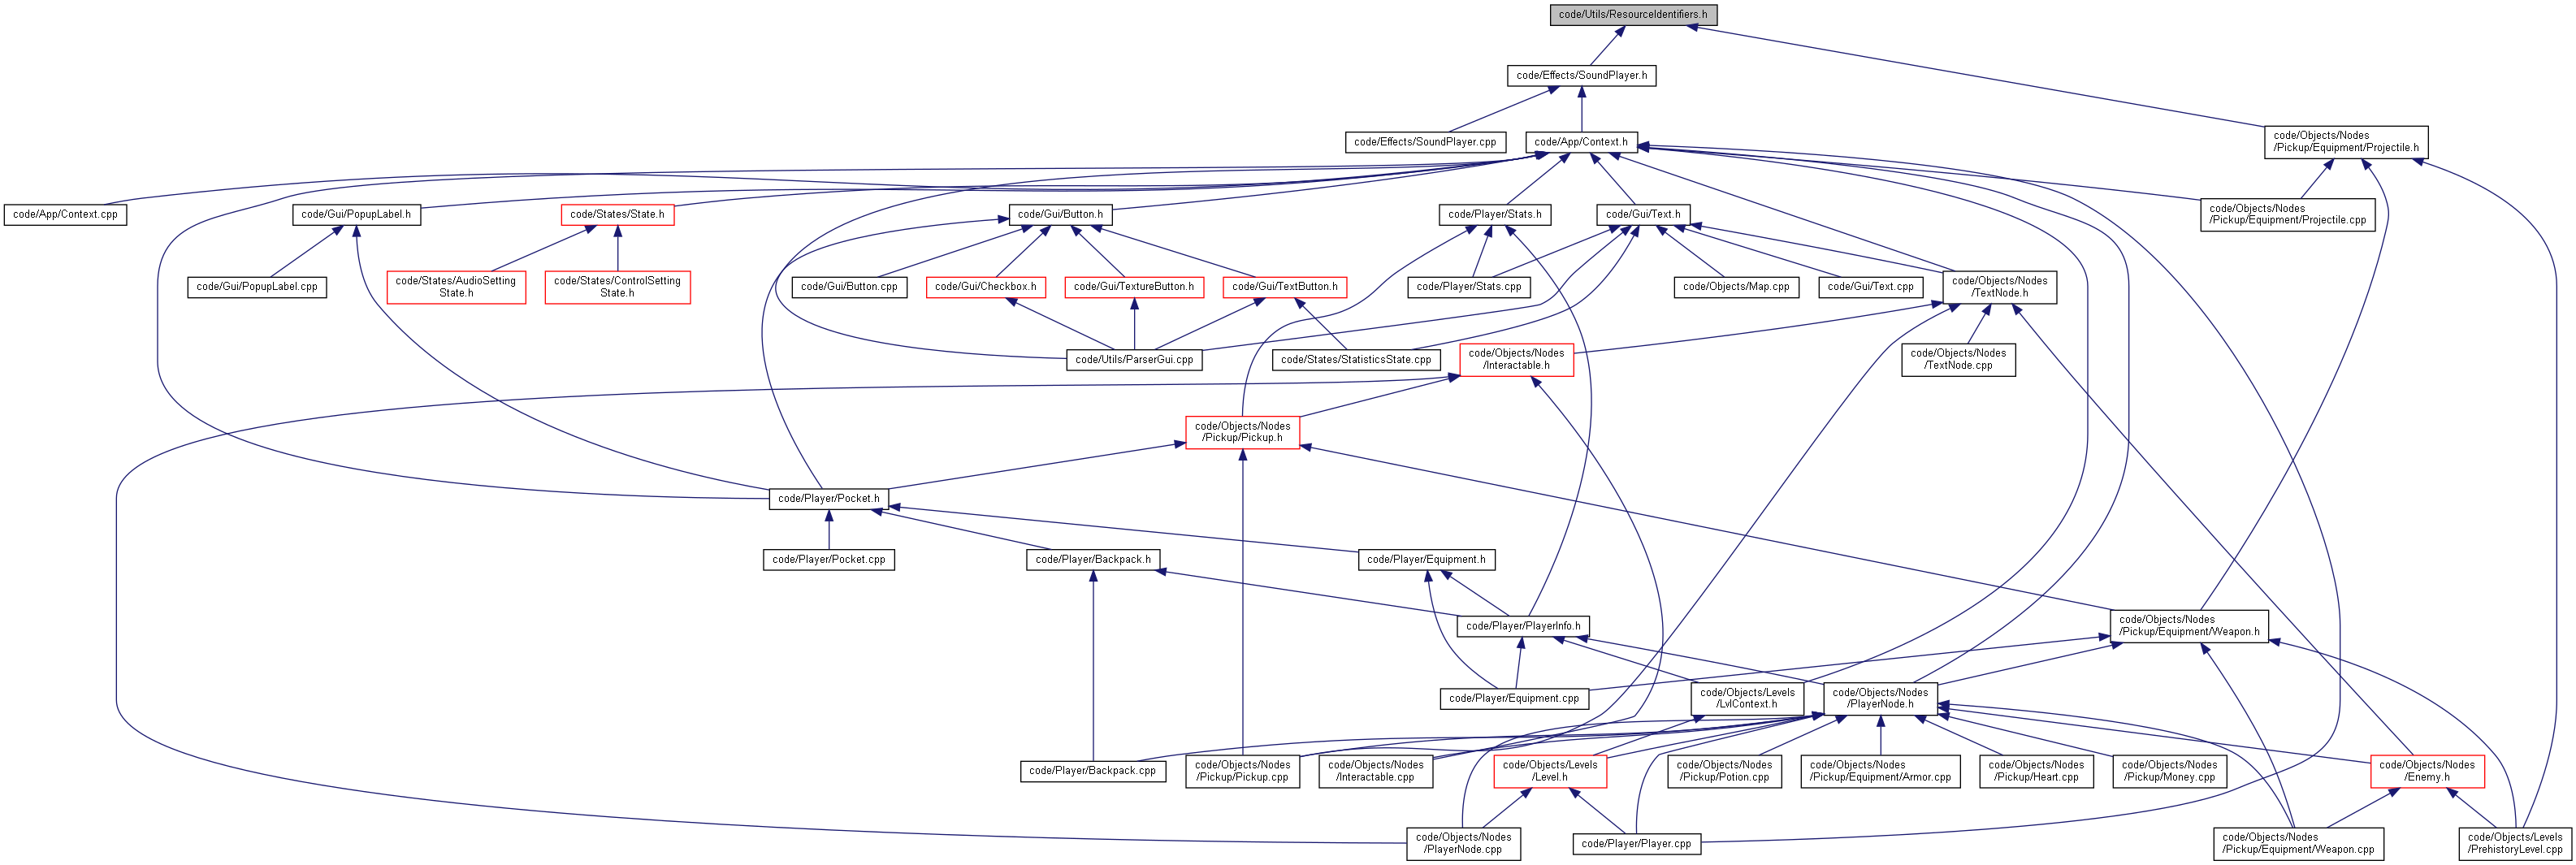 code/Utils/ResourceIdentifiers.h
code/Effects/SoundPlayer.h
code/Effects/SoundPlayer.cpp
code/App/Context.h
code/Objects/Nodes
/Pickup/Equipment/Projectile.h
code/App/Context.cpp
code/Gui/PopupLabel.h
code/States/State.h
code/Gui/Button.h
code/Player/Stats.h
code/Gui/Text.h
code/Objects/Nodes
/Pickup/Equipment/Projectile.cpp
code/Gui/PopupLabel.cpp
code/States/AudioSetting
State.h
code/States/ControlSetting
State.h
code/Gui/Button.cpp
code/Gui/Checkbox.h
code/Gui/TextureButton.h
code/Gui/TextButton.h
code/Player/Stats.cpp
code/Objects/Map.cpp
code/Gui/Text.cpp
code/Objects/Nodes
/TextNode.h
code/Utils/ParserGui.cpp
code/States/StatisticsState.cpp
code/Objects/Nodes
/Interactable.h
code/Objects/Nodes
/TextNode.cpp
code/Objects/Nodes
/Pickup/Pickup.h
code/Player/Pocket.h
code/Player/Pocket.cpp
code/Player/Backpack.h
code/Player/Equipment.h
code/Player/PlayerInfo.h
code/Objects/Nodes
/Pickup/Equipment/Weapon.h
code/Player/Equipment.cpp
code/Objects/Levels
/LvlContext.h
code/Objects/Nodes
/PlayerNode.h
code/Player/Backpack.cpp
code/Objects/Nodes
/Pickup/Pickup.cpp
code/Objects/Nodes
/Interactable.cpp
code/Objects/Levels
/Level.h
code/Objects/Nodes
/Pickup/Potion.cpp
code/Objects/Nodes
/Pickup/Equipment/Armor.cpp
code/Objects/Nodes
/Pickup/Heart.cpp
code/Objects/Nodes
/Pickup/Money.cpp
code/Objects/Nodes
/Enemy.h
code/Objects/Nodes
/PlayerNode.cpp
code/Player/Player.cpp
code/Objects/Nodes
/Pickup/Equipment/Weapon.cpp
code/Objects/Levels
/PrehistoryLevel.cpp